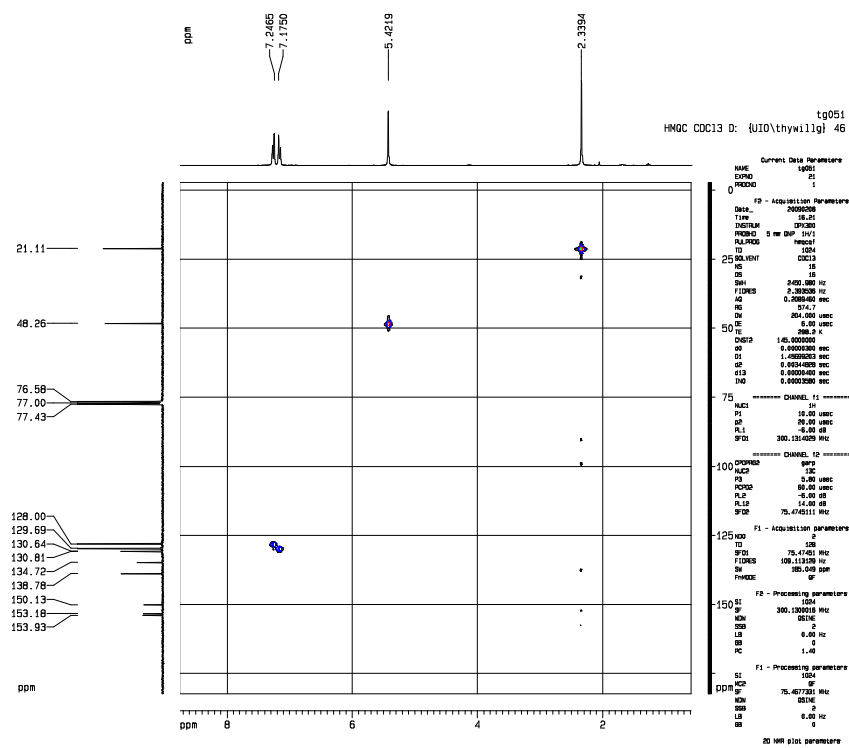 ppm
7.2465
7.1750
5.4219
2.3394
tg051
HMQC CDCl3 D: {UIO\thywillg} 46
21.11
48.26
76.58
77.00
77.43
128.00
129.69
130.64
130.81
134.72
138.78
150.13
153.18
153.93
ppm
0
25
50
75
100
125
150
ppm
ppm 8 6 4 2
Current Data Parameters
NAME tg051
EXPNO 21
PROCNO 1
F2 - Acquisition Parameters
Date_ 20090208
Time 16.21
INSTRUM DPX300
PROBHD 5 mm QNP 1H/1
PULPROG hmqcqf
TD 1024
SOLVENT CDCl3
NS 16
DS 16
SWH 2450.980 Hz
FIDRES 2.393536 Hz
AQ 0.2089460 sec
RG 574.7
DW 204.000 usec
DE 6.00 usec
TE 298.2 K
CNST2 145.0000000
d0 0.00000300 sec
D1 1.45699203 sec
d2 0.00344828 sec
d13 0.00000400 sec
IN0 0.00003580 sec
======== CHANNEL f1 ========
NUC1 1H
P1 10.00 usec
p2 20.00 usec
PL1 -6.00 dB
SFO1 300.1314029 MHz
======== CHANNEL f2 ========
CPDPRG2 garp
NUC2 13C
P3 5.80 usec
PCPD2 60.00 usec
PL2 -6.00 dB
PL12 14.00 dB
SFO2 75.4745111 MHz
F1 - Acquisition parameters
ND0 2
TD 128
SFO1 75.47451 MHz
FIDRES 109.113129 Hz
SW 185.049 ppm
FnMODE QF
F2 - Processing parameters
SI 1024
SF 300.1300016 MHz
WDW QSINE
SSB 2
LB 0.00 Hz
GB 0
PC 1.40
F1 - Processing parameters
SI 1024
MC2 QF
SF 75.4677331 MHz
WDW QSINE
SSB 2
LB 0.00 Hz
GB 0
2D NMR plot parameters